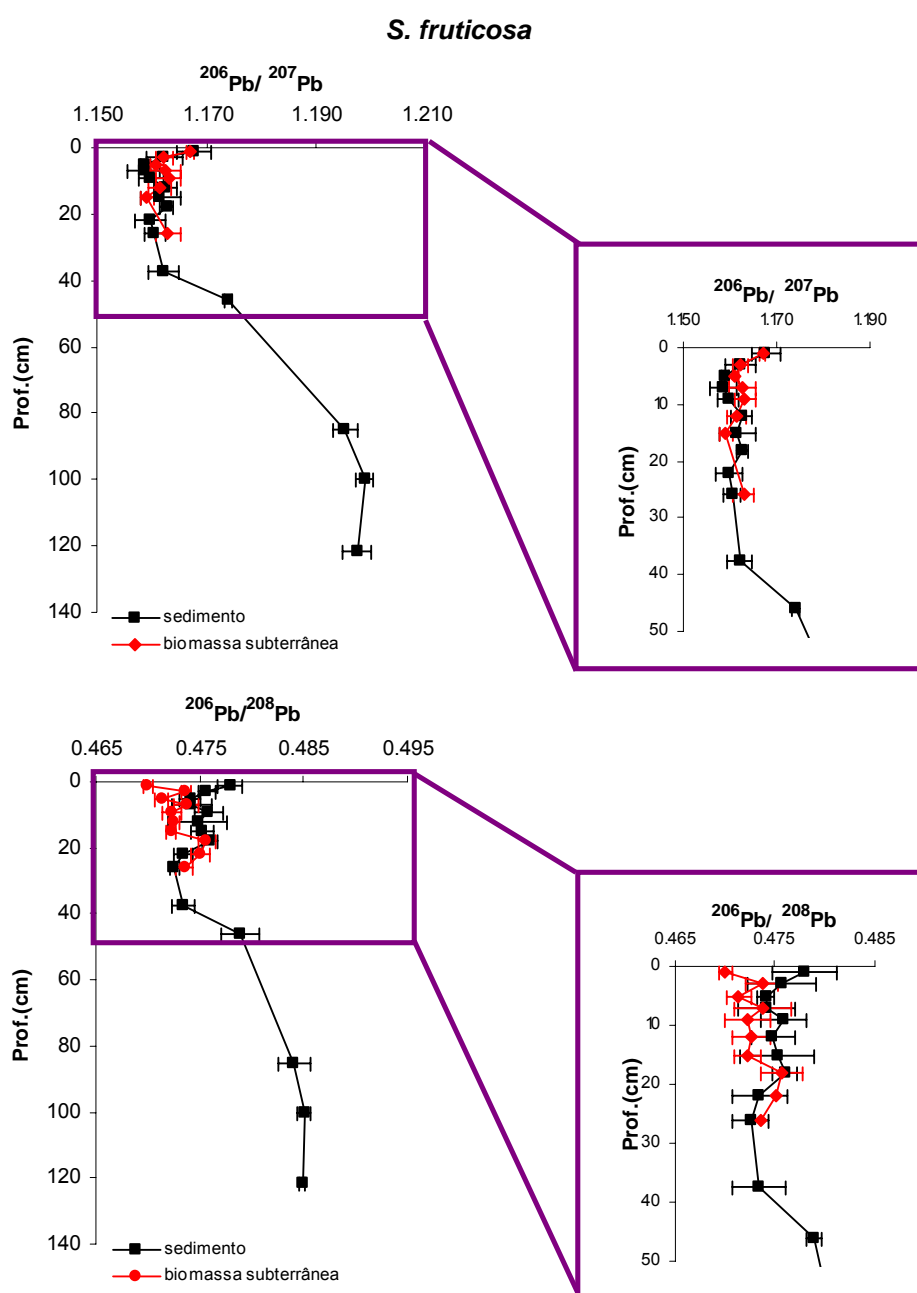 S. fruticosa
206Pb/ 207Pb
1.150 1.170 1.190 1.210
0
20
40
60
80
100
120
140
Prof.(cm)
sedimento
biomassa subterrânea
206Pb/ 207Pb
1.150 1.170 1.190
0
10
20
30
40
50
Prof.(cm)
206Pb/208Pb
0.465 0.475 0.485 0.495
0
20
40
60
80
100
120
140
Prof.(cm)
sedimento
biomassa subterrânea
206Pb/ 208Pb
0.465 0.475 0.485
0
10
20
30
40
50
Prof.(cm)